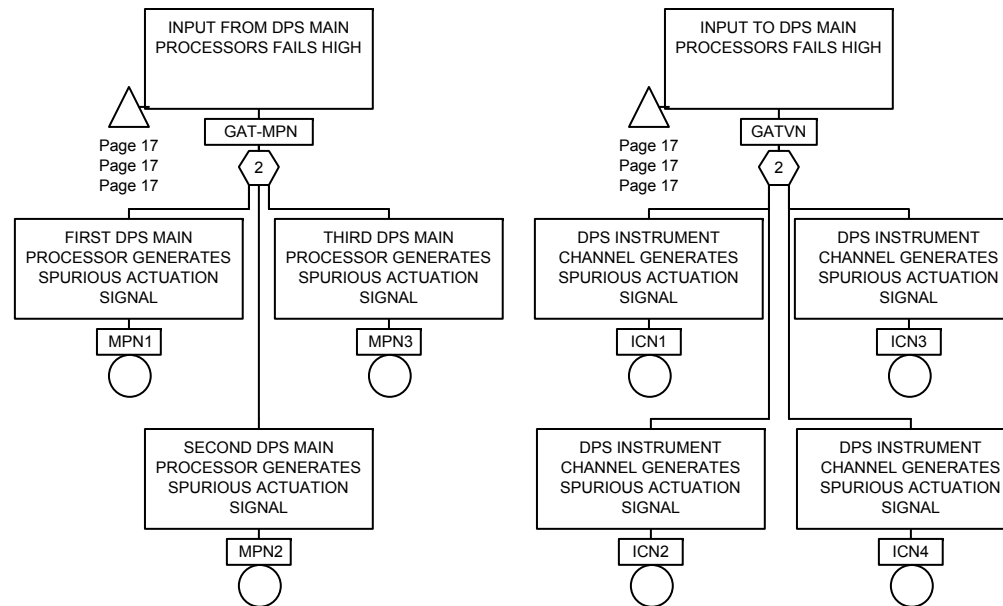 INPUT FROM DPS MAIN
PROCESSORS FAILS HIGH
GAT-MPN
Page 17
Page 17
Page 17
2
FIRST DPS MAIN
PROCESSOR GENERATES
SPURIOUS ACTUATION
SIGNAL
MPN1
THIRD DPS MAIN
PROCESSOR GENERATES
SPURIOUS ACTUATION
SIGNAL
MPN3
SECOND DPS MAIN
PROCESSOR GENERATES
SPURIOUS ACTUATION
SIGNAL
MPN2
INPUT TO DPS MAIN
PROCESSORS FAILS HIGH
GATVN
Page 17
Page 17
Page 17
2
DPS INSTRUMENT
CHANNEL GENERATES
SPURIOUS ACTUATION
SIGNAL
ICN1
DPS INSTRUMENT
CHANNEL GENERATES
SPURIOUS ACTUATION
SIGNAL
ICN3
DPS INSTRUMENT
CHANNEL GENERATES
SPURIOUS ACTUATION
SIGNAL
ICN2
DPS INSTRUMENT
CHANNEL GENERATES
SPURIOUS ACTUATION
SIGNAL
ICN4